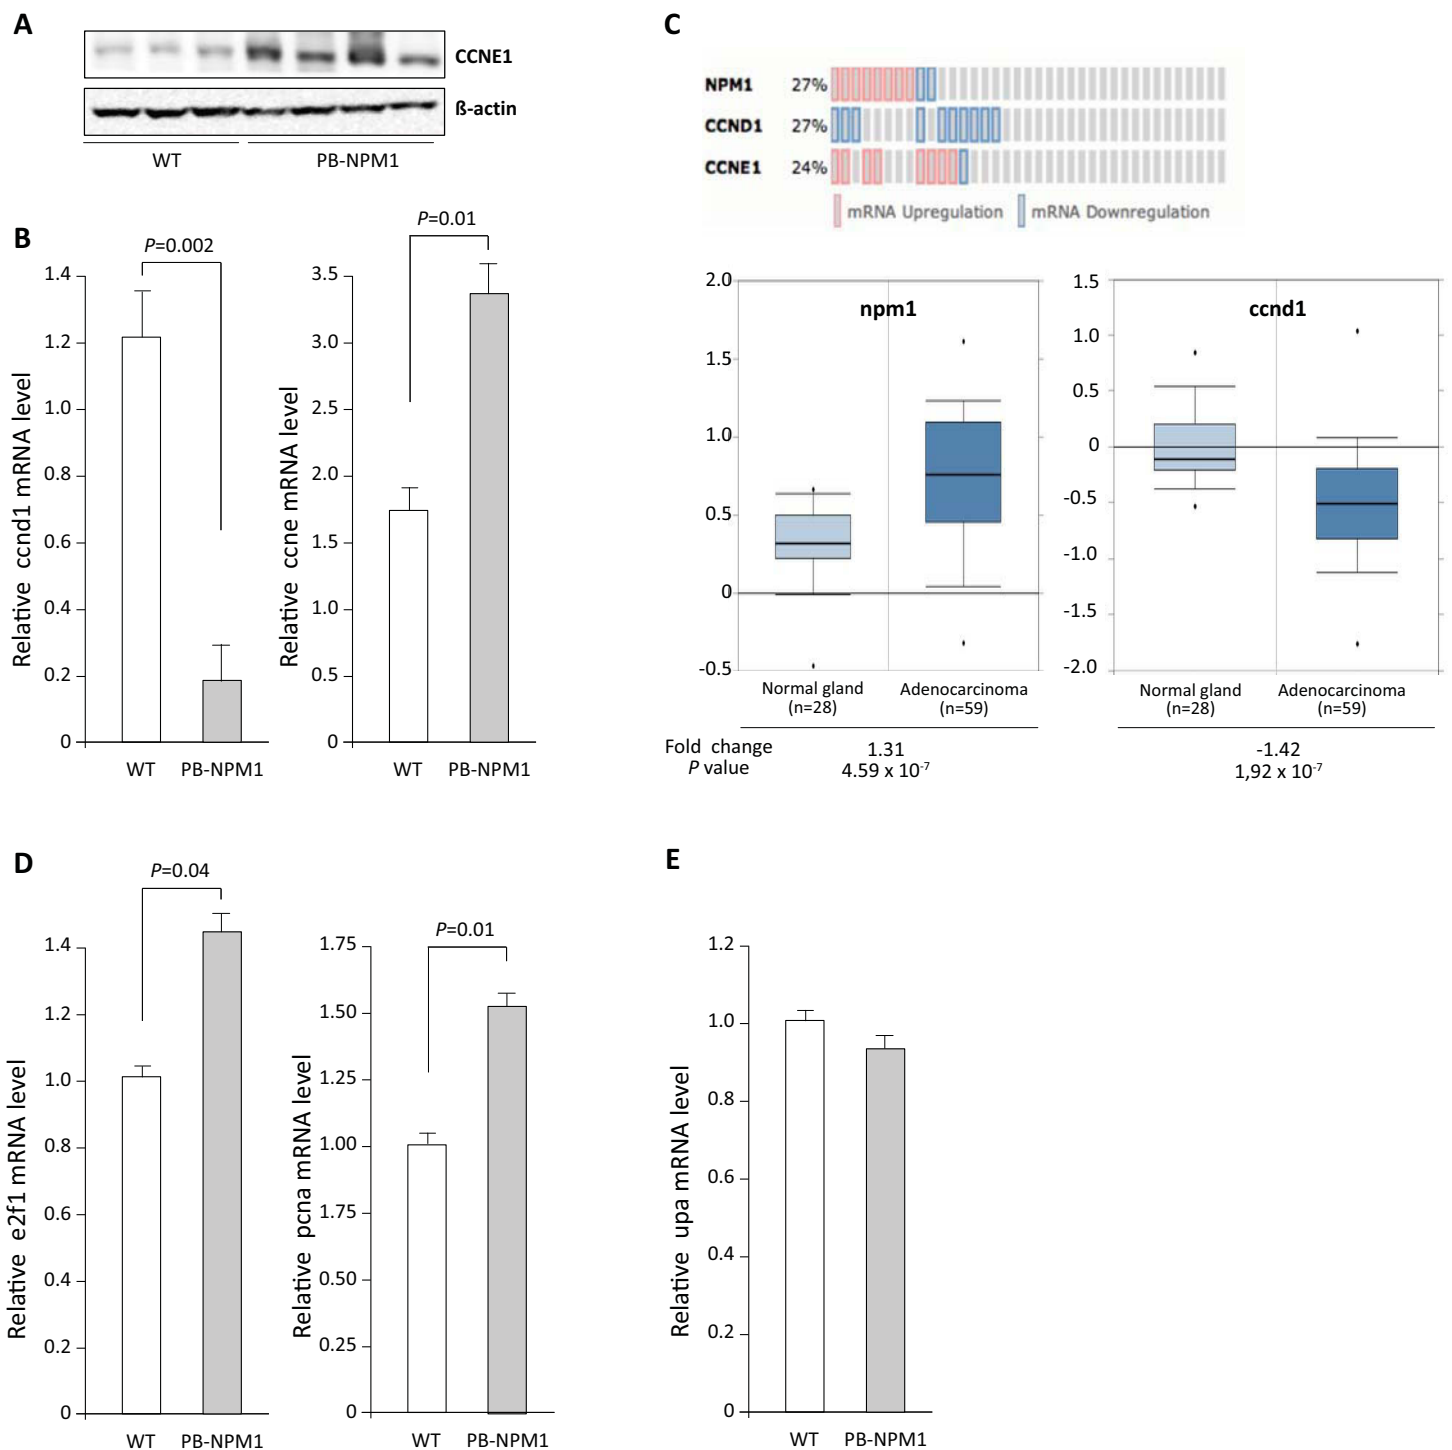 A
CCNE1
ß-actin
WT PB-NPM1
B
P=0.002
Relative ccnd1 mRNA level
1.4
1.2
1.0
0.8
0.6
0.4
0.2
0
WT PB-NPM1
P=0.01
Relative ccne mRNA level
3.5
3.0
2.5
2.0
1.5
1.0
0.5
0
WT PB-NPM1
C
NPM1 27%
CCND1 27%
CCNE1 24%
mRNA Upregulation mRNA Downregulation
npm1
2.0
1.5
1.0
0.5
0
-0.5
Normal gland Adenocarcinoma
(n=28) (n=59)
ccnd1
1.5
1.0
0.5
0
-0.5
-1.0
-1.5
-2.0
Normal gland Adenocarcinoma
(n=28) (n=59)
Fold change 1.31 -1.42
P value 4.59 x 10-7 1,92 x 10-7
D
P=0.04
Relative e2f1 mRNA level
1.4
1.2
1.0
0.8
0.6
0.4
0.2
0
WT PB-NPM1
P=0.01
Relative pcna mRNA level
1.75
1.50
1.25
1.00
1.75
0.50
0.25
0
WT PB-NPM1
E
Relative upa mRNA level
1.2
1.0
0.8
0.6
0.4
0.2
0
WT PB-NPM1